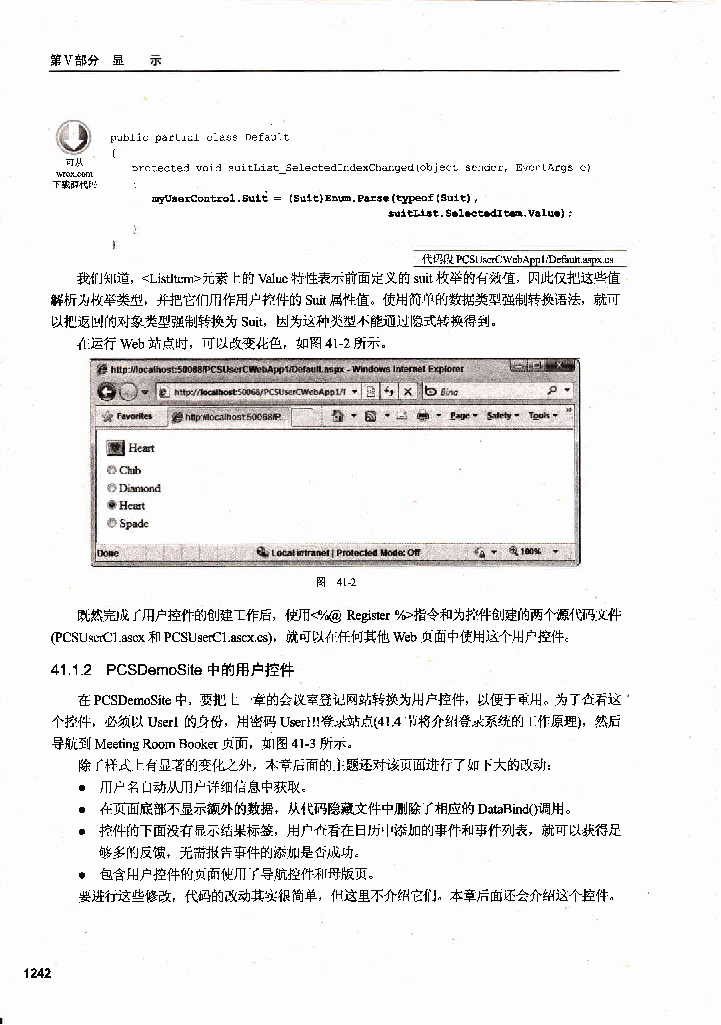 第V部分 显 示
可从
wrox.com
下载源代码
public partial class Default
{
protected void suitList_SelectedIndexChanged(object sender, EventArgs e)
{
myUserControl.Suit = (Suit)Enum.Parse(typeof(Suit),
suitList.SelectedItem.Value);
}
}
代码段 PCSUserCWebApp1/Default.aspx.cs
我们知道，<ListItem>元素上的 Value 特性表示前面定义的 suit 枚举的有效值，因此仅把这些值
解析为枚举类型，并把它们用作用户控件的 Suit 属性值。使用简单的数据类型强制转换语法，就可
以把返回的对象类型强制转换为 Suit，因为这种类型不能通过隐式转换得到。
在运行 Web 站点时，可以改变花色，如图 41-2 所示。
http://localhost:50068/PCSUserCWebApp1/Default.aspx - Windows Internet Explorer
http://localhost:50068/PCSUserCWebApp1/I
Bing
Favorites
http://localhost:50068/P...
Page
Safety
Tools
Heart
Club
Diamond
Heart
Spade
Done
Local intranet | Protected Mode: Off
100%
图 41-2
既然完成了用户控件的创建工作后，使用<%@ Register %>指令和为控件创建的两个源代码文件
(PCSUserC1.ascx 和 PCSUserC1.ascx.cs)，就可以在任何其他 Web 页面中使用这个用户控件。
41.1.2 PCSDemoSite 中的用户控件
在 PCSDemoSite 中，要把上一章的会议室登记网站转换为用户控件，以便于重用。为了查看这
个控件，必须以 User1 的身份，用密码 User1!!登录站点(41.4 节将介绍登录系统的工作原理)，然后
导航到 Meeting Room Booker 页面，如图 41-3 所示。
除了样式上有显著的变化之外，本章后面的主题还对该页面进行了如下大的改动：
● 用户名自动从用户详细信息中获取。
● 在页面底部不显示额外的数据，从代码隐藏文件中删除了相应的 DataBind()调用。
● 控件的下面没有显示结果标签，用户查看在日历中添加的事件和事件列表，就可以获得足
够多的反馈，无需报告事件的添加是否成功。
● 包含用户控件的页面使用了导航控件和母版页。
要进行这些修改，代码的改动其实很简单，但这里不介绍它们。本章后面还会介绍这个控件。
1242